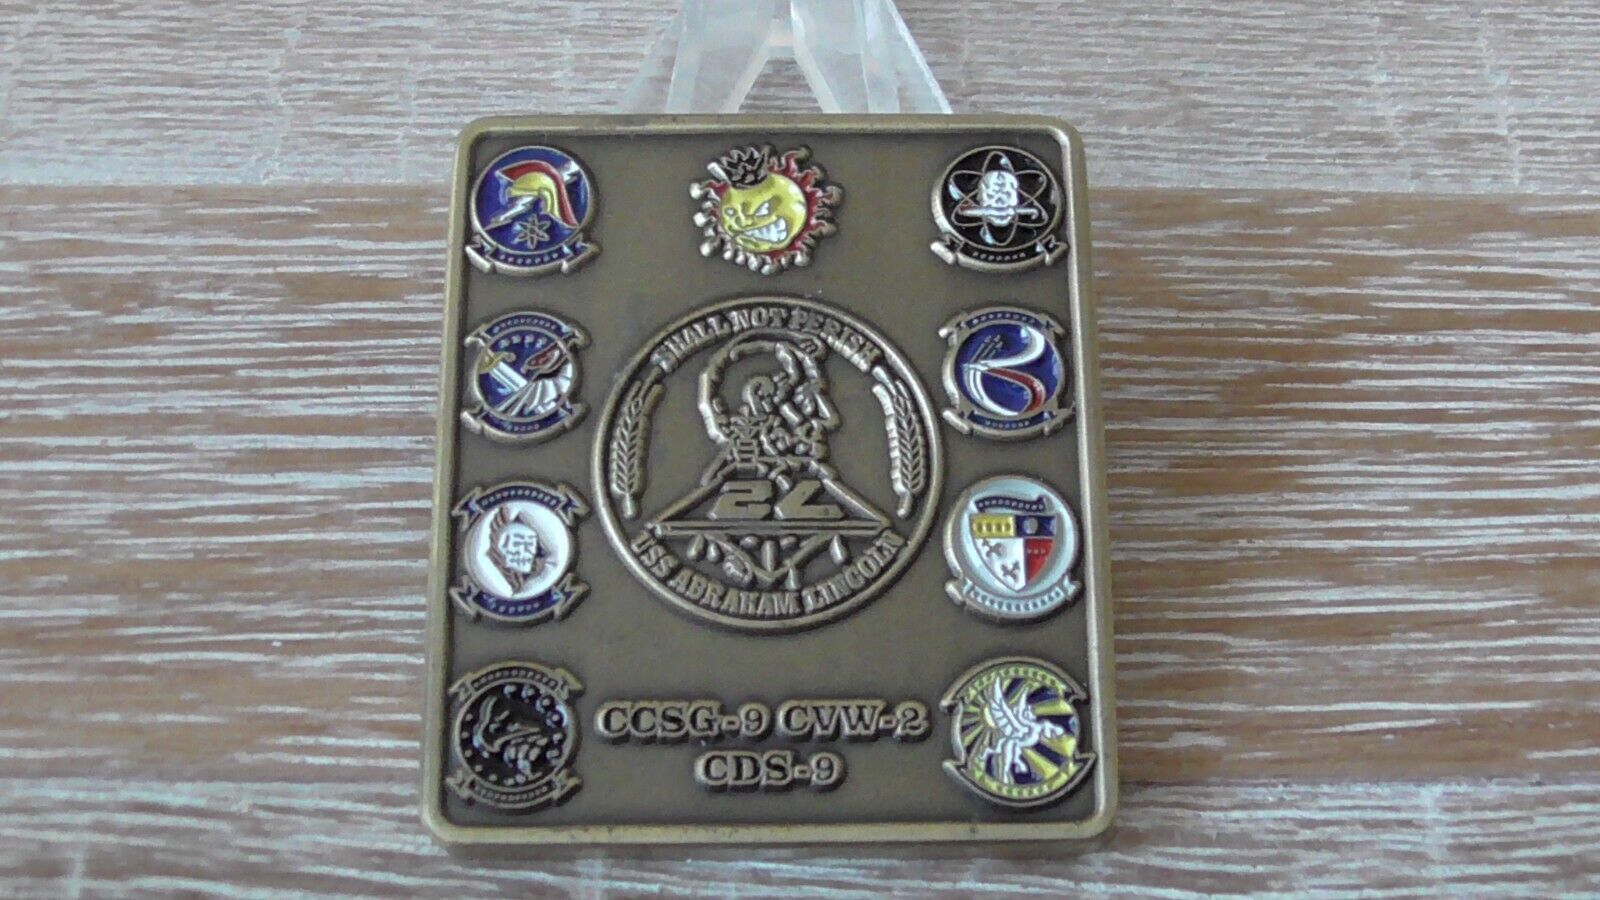 SHALL NOT PERISH
USS ABRAHAM LINCOLN
CCSG-9 CVW-2
CDS-9